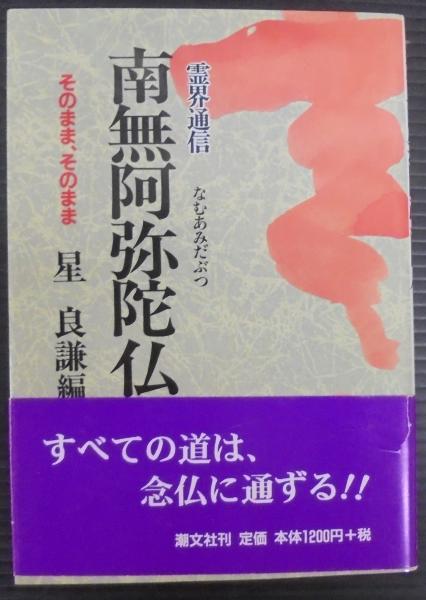 霊界通信
なむあみだぶつ
南無阿弥陀仏
そのまま、そのまま
星 良謙編
すべての道は、
念仏に通ずる!!
潮文社刊 定価 本体1200円+税